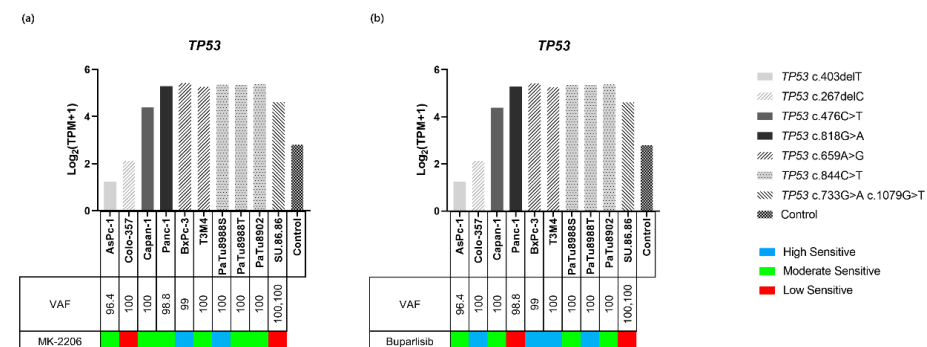 (a)
TP53
Log2(TPM+1)
6
4
2
0
AsPc-1
Colo-357
Capan-1
Panc-1
BxPc-3
T3M4
PaTu8988S
PaTu8988T
PaTu8902
SU.86.86
Control
VAF
96.4
100
100
98.8
99
100
100
100
100
100,100
MK-2206
(b)
TP53
Log2(TPM+1)
6
4
2
0
AsPc-1
Colo-357
Capan-1
Panc-1
BxPc-3
T3M4
PaTu8988S
PaTu8988T
PaTu8902
SU.86.86
Control
VAF
96.4
100
100
98.8
99
100
100
100
100
100,100
Buparlisib
TP53 c.403delT
TP53 c.267delC
TP53 c.476C>T
TP53 c.818G>A
TP53 c.659A>G
TP53 c.844C>T
TP53 c.733G>A c.1079G>T
Control
High Sensitive
Moderate Sensitive
Low Sensitive